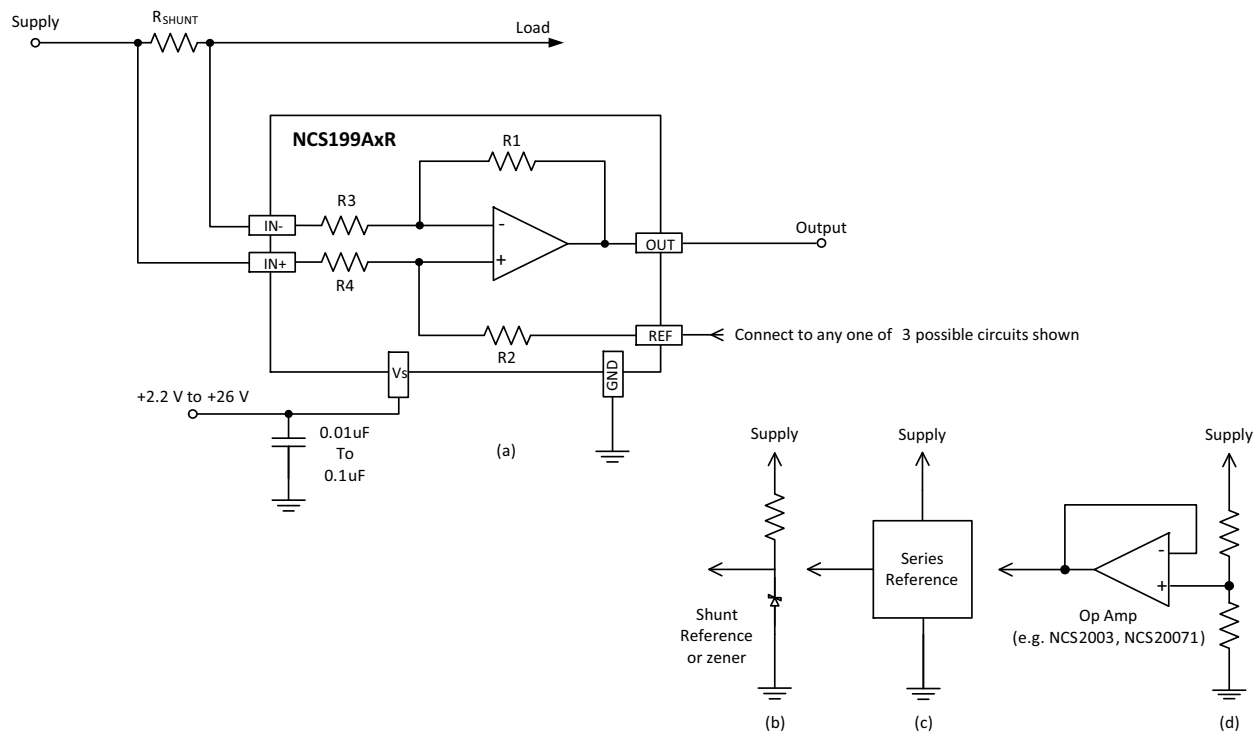 Supply
RSHUNT
Load
NCS199AxR
R1
R3
IN-
-
Output
OUT
IN+
+
R4
REF
Connect to any one of 3 possible circuits shown
R2
Vs
GND
+2.2 V to +26 V
0.01uF
To
0.1uF
(a)
Supply
Supply
Supply
Series
Reference
-
+
Shunt
Reference
or zener
Op Amp
(e.g. NCS2003, NCS20071)
(b)
(c)
(d)